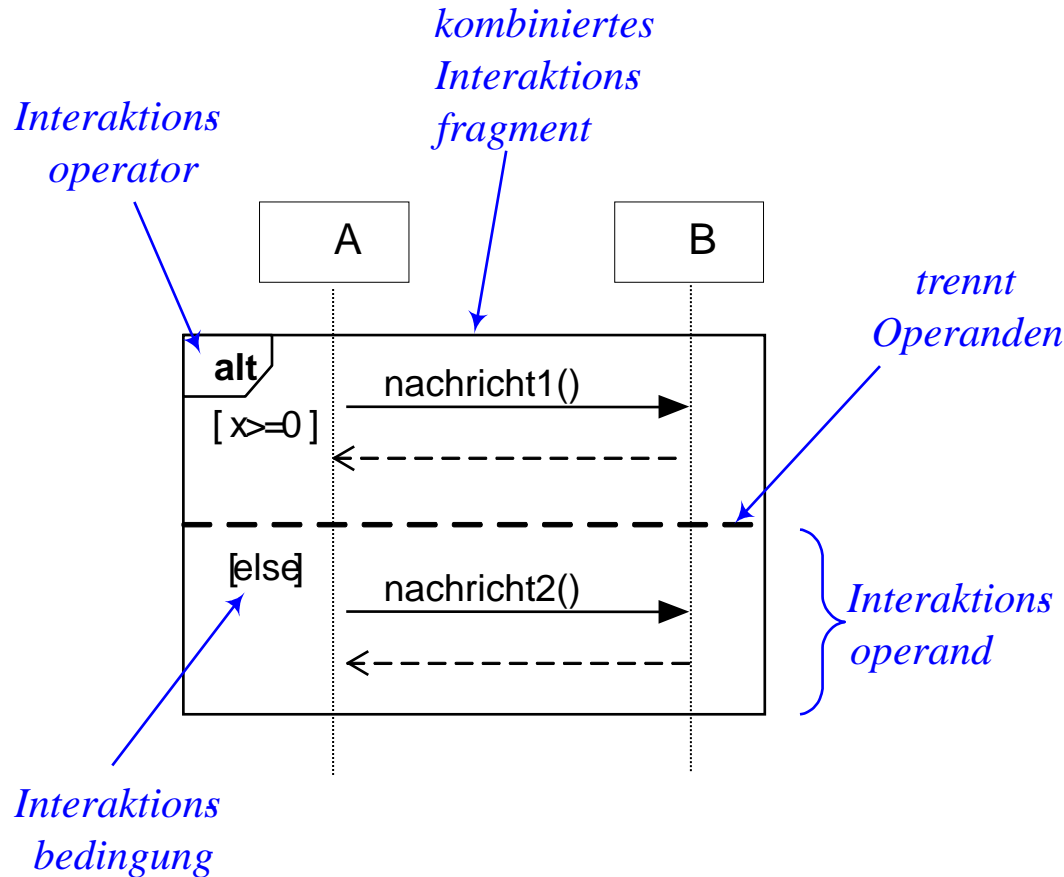 kombiniertes
Interaktions
fragment
Interaktions
operator
A
B
trennt
Operanden
alt
nachricht1()
[ x>=0 ]
[else]
nachricht2()
Interaktions
operand
Interaktions
bedingung